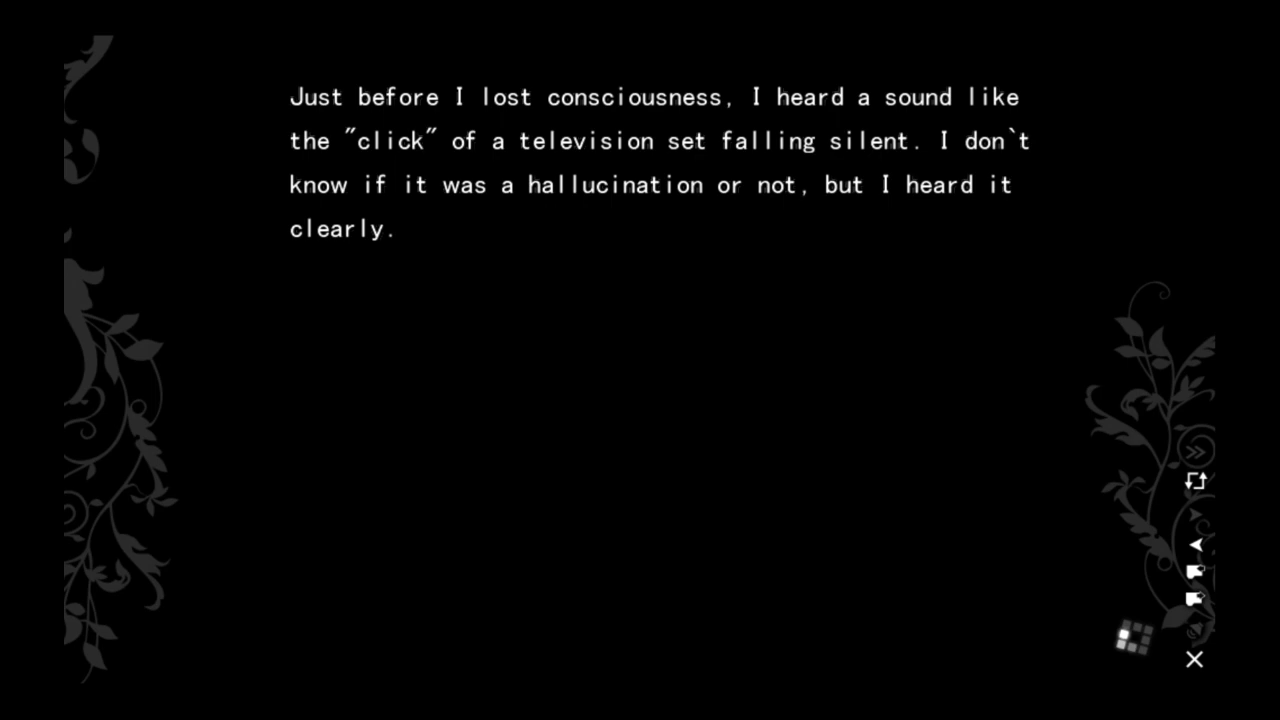 Just before I lost consciousness, I heard a sound like
the "click" of a television set falling silent. I don`t
know if it was a hallucination or not, but I heard it
clearly.